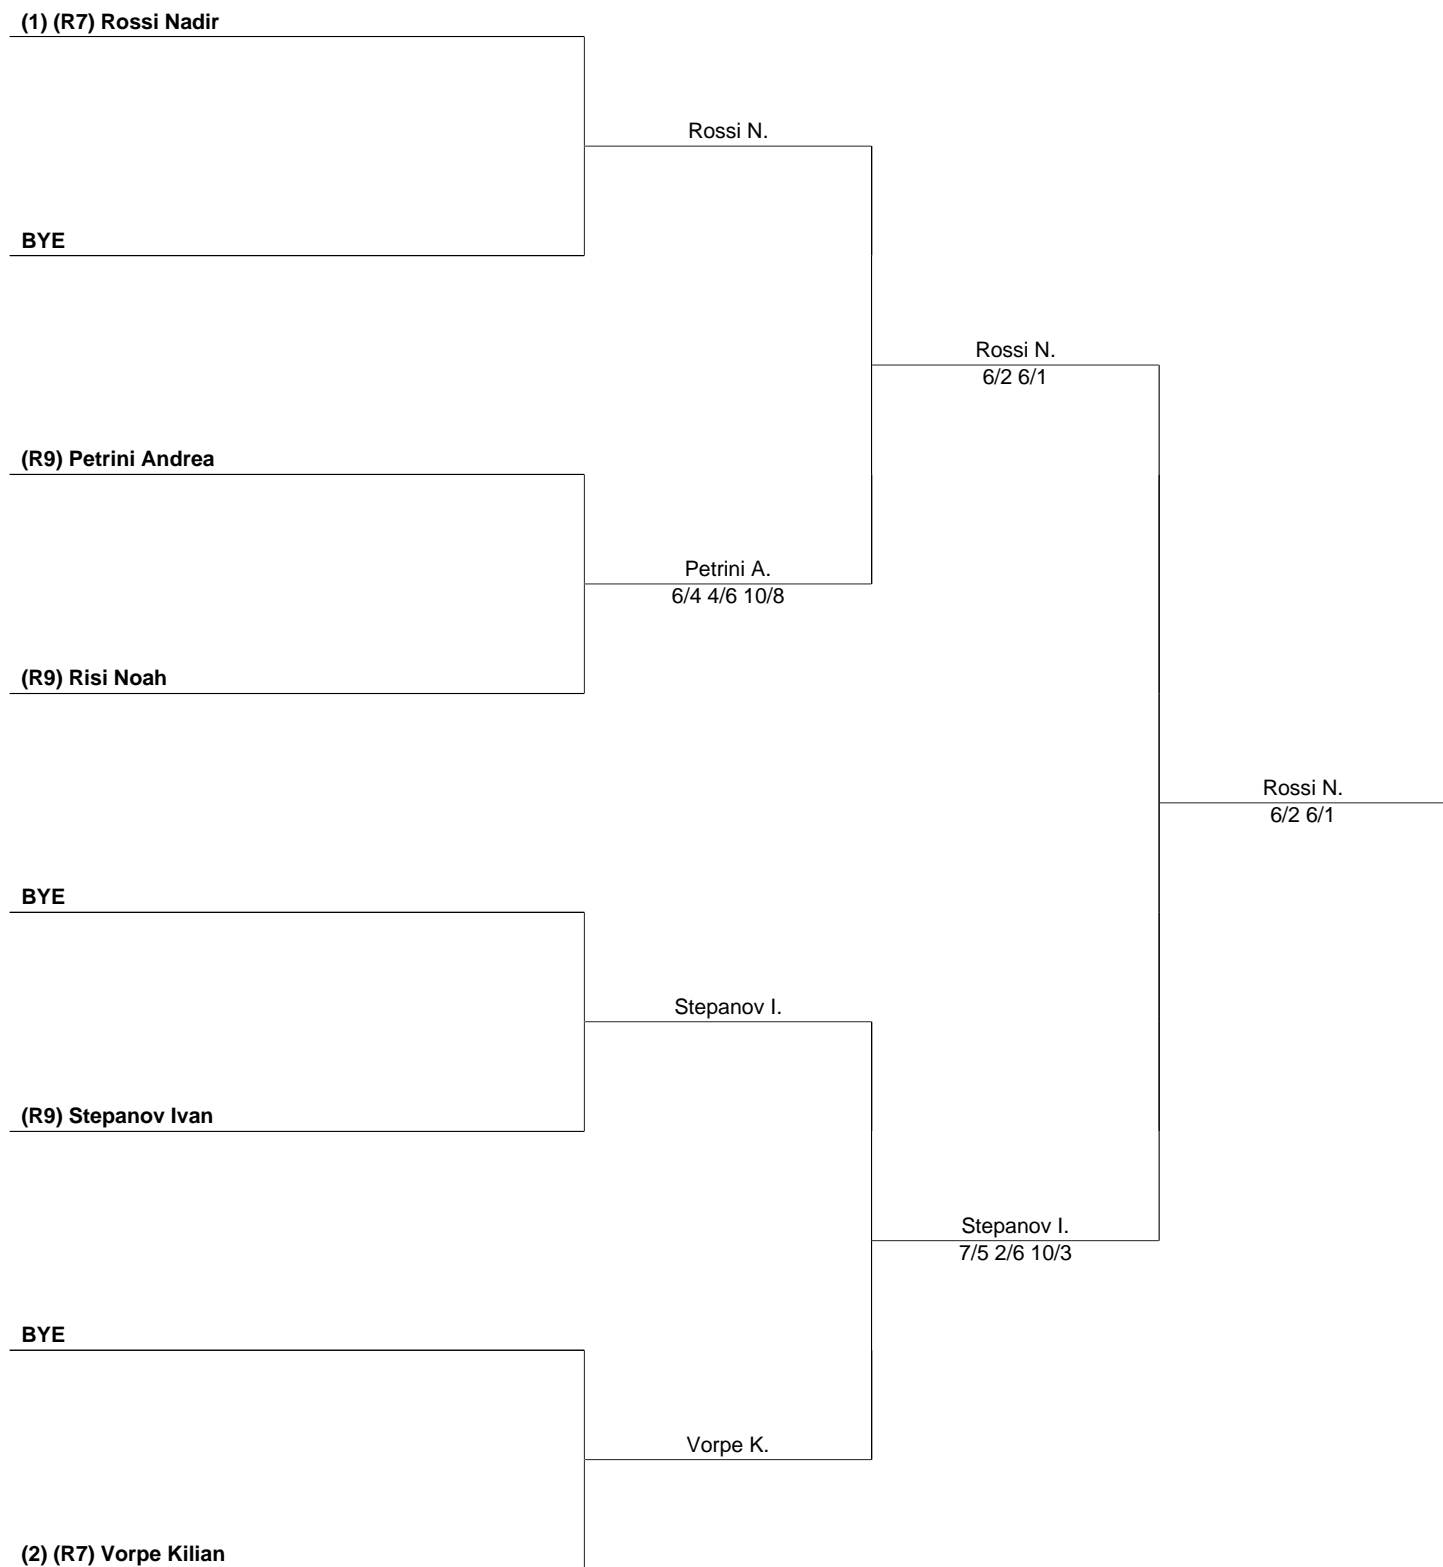 (1) (R7) Rossi Nadir
Rossi N.
BYE
Rossi N.
6/2 6/1
(R9) Petrini Andrea
Petrini A.
6/4 4/6 10/8
(R9) Risi Noah
Rossi N.
6/2 6/1
BYE
Stepanov I.
(R9) Stepanov Ivan
Stepanov I.
7/5 2/6 10/3
BYE
Vorpe K.
(2) (R7) Vorpe Kilian